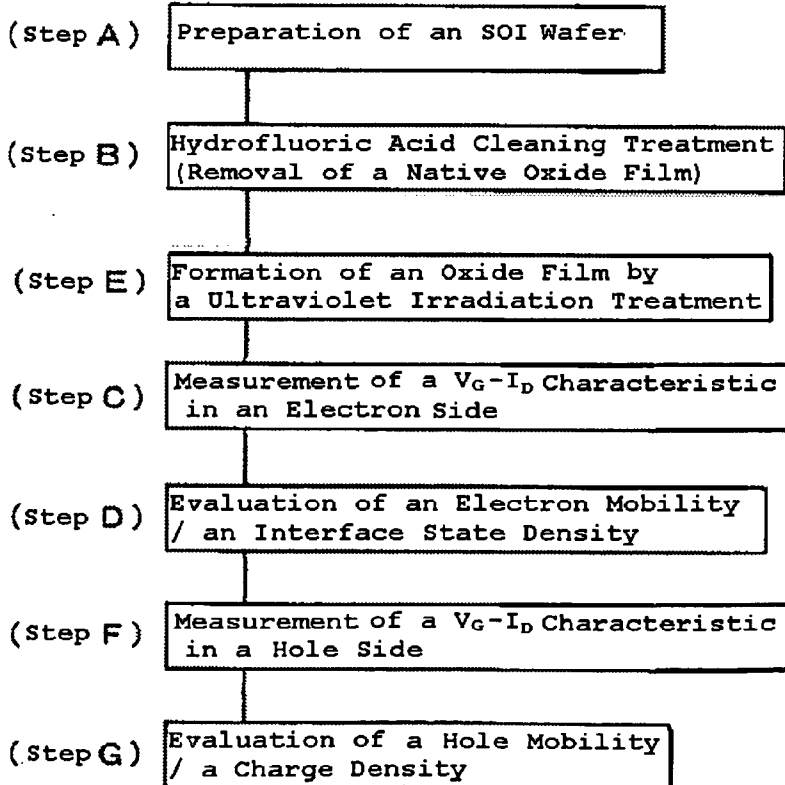 (Step A) Preparation of an SOI Wafer
(Step B) Hydrofluoric Acid Cleaning Treatment
(Removal of a Native Oxide Film)
(Step E) Formation of an Oxide Film by
a Ultraviolet Irradiation Treatment
(Step C) Measurement of a VG-ID Characteristic
in an Electron Side
(Step D) Evaluation of an Electron Mobility
/ an Interface State Density
(Step F) Measurement of a VG-ID Characteristic
in a Hole Side
(Step G) Evaluation of a Hole Mobility
/ a Charge Density